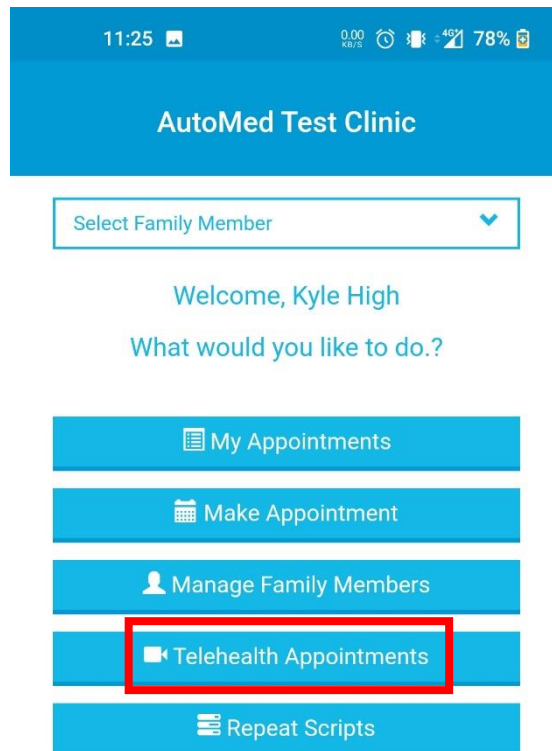 11:25 0.00 KB/S 4G 78%
AutoMed Test Clinic
Select Family Member
Welcome, Kyle High
What would you like to do.?
My Appointments
Make Appointment
Manage Family Members
Telehealth Appointments
Repeat Scripts